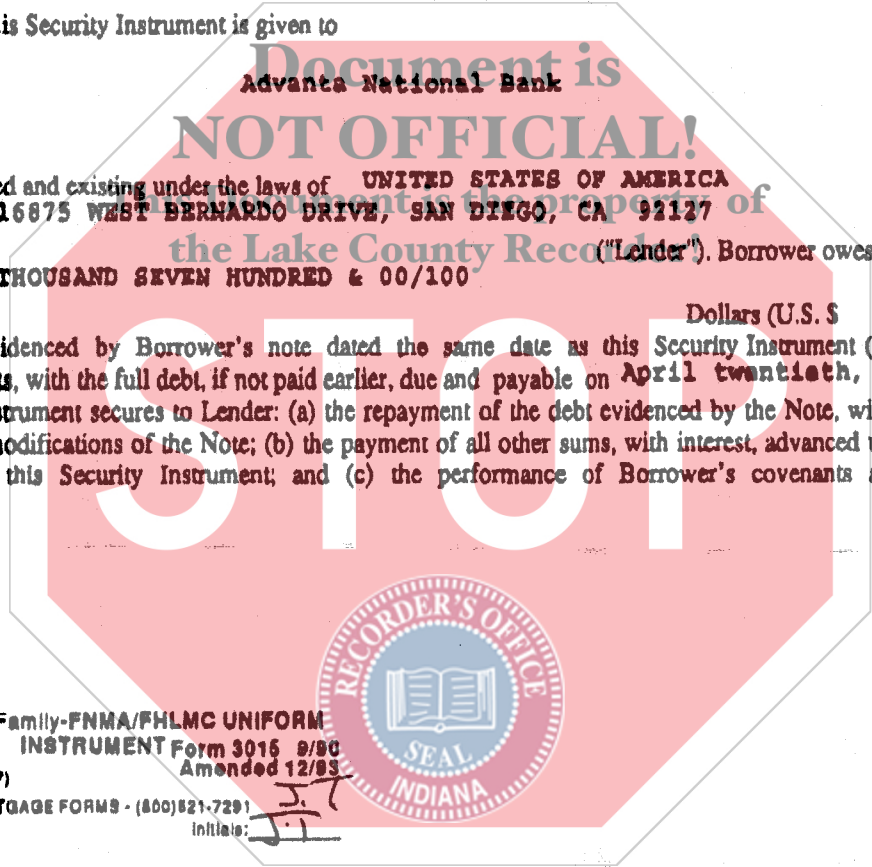 is Security Instrument is given to
Document is
Advanta National Bank
NOT OFFICIAL!
ed and existing under the laws of UNITED STATES OF AMERICA
This Document is the property of
16875 WEST BERNARDO DRIVE, SAN DIEGO, CA 92127
the Lake County Recorder!
("Lender"). Borrower owes
THOUSAND SEVEN HUNDRED & 00/100
Dollars (U.S. $
idenced by Borrower's note dated the same date as this Security Instrument (
s, with the full debt, if not paid earlier, due and payable on April twentieth,
strument secures to Lender: (a) the repayment of the debt evidenced by the Note, wi
nodifications of the Note; (b) the payment of all other sums, with interest, advanced u
this Security Instrument; and (c) the performance of Borrower's covenants a
STOP
RECORDER'S OFFICE
SEAL
INDIANA
Family-FNMA/FHLMC UNIFORM
INSTRUMENT Form 3015 9/90
Amended 12/93
7)
TGAGE FORMS - (800)521-7291
J.T
Initials: J.T